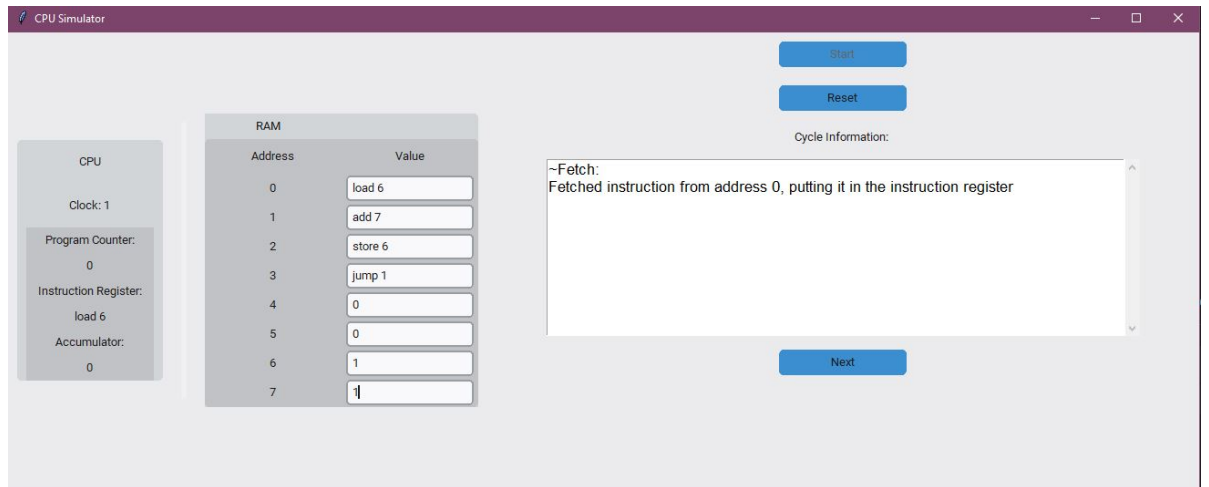 CPU Simulator
Start
Reset
Cycle Information:
~Fetch:
Fetched instruction from address 0, putting it in the instruction register
Next
CPU
Clock: 1
Program Counter:
0
Instruction Register:
load 6
Accumulator:
0
RAM
Address Value
0 load 6
1 add 7
2 store 6
3 jump 1
4 0
5 0
6 1
7 1